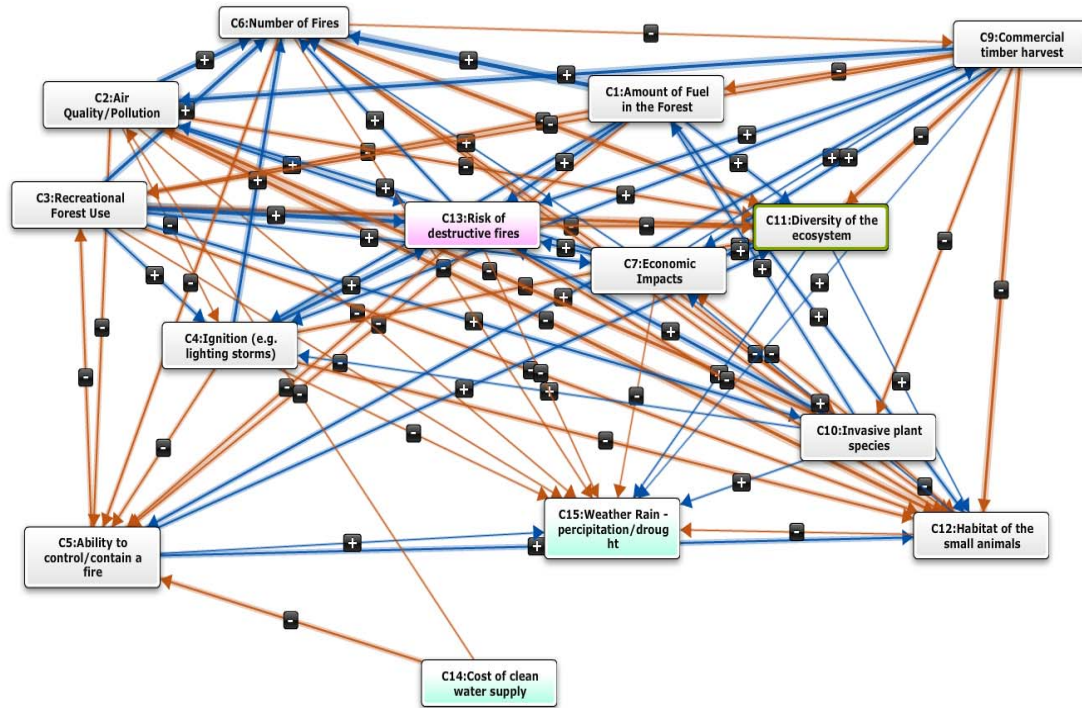 C6:Number of Fires
C9:Commercial
timber harvest
C2:Air
Quality/Pollution
C1:Amount of Fuel
in the Forest
C3:Recreational
Forest Use
C13:Risk of
destructive fires
C11:Diversity of the
ecosystem
C7:Economic
Impacts
C4:Ignition (e.g.
lighting storms)
C10:Invasive plant
species
C15:Weather Rain -
percipitation/droug
ht
C12:Habitat of the
small animals
C5:Ability to
control/contain a
fire
C14:Cost of clean
water supply